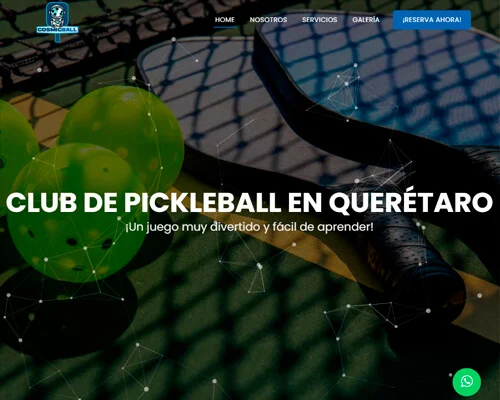 COSMICBALL
HOME NOSOTROS SERVICIOS GALERÍA ¡RESERVA AHORA!
CLUB DE PICKLEBALL EN QUERÉTARO
¡Un juego muy divertido y fácil de aprender!